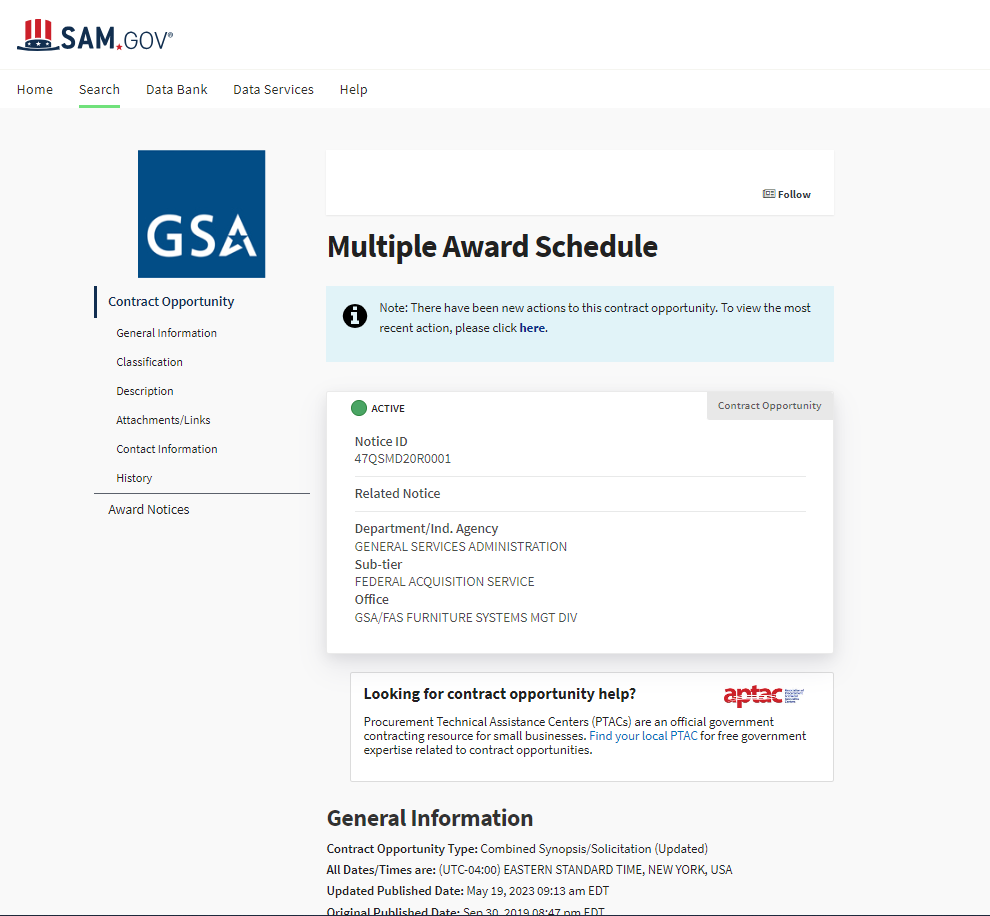 SAM.GOV®
Home Search Data Bank Data Services Help
GSA
Contract Opportunity
General Information
Classification
Description
Attachments/Links
Contact Information
History
Award Notices
Follow
Multiple Award Schedule
Note: There have been new actions to this contract opportunity. To view the most
recent action, please click here.
ACTIVE
Contract Opportunity
Notice ID
47QSMD20R0001
Related Notice
Department/Ind. Agency
GENERAL SERVICES ADMINISTRATION
Sub-tier
FEDERAL ACQUISITION SERVICE
Office
GSA/FAS FURNITURE SYSTEMS MGT DIV
Looking for contract opportunity help?
aptac
Procurement Technical Assistance Centers (PTACs) are an official government
contracting resource for small businesses. Find your local PTAC for free government
expertise related to contract opportunities.
General Information
Contract Opportunity Type: Combined Synopsis/Solicitation (Updated)
All Dates/Times are: (UTC-04:00) EASTERN STANDARD TIME, NEW YORK, USA
Updated Published Date: May 19, 2023 09:13 am EDT
Original Published Date: Sep 30, 2019 08:47 pm EDT